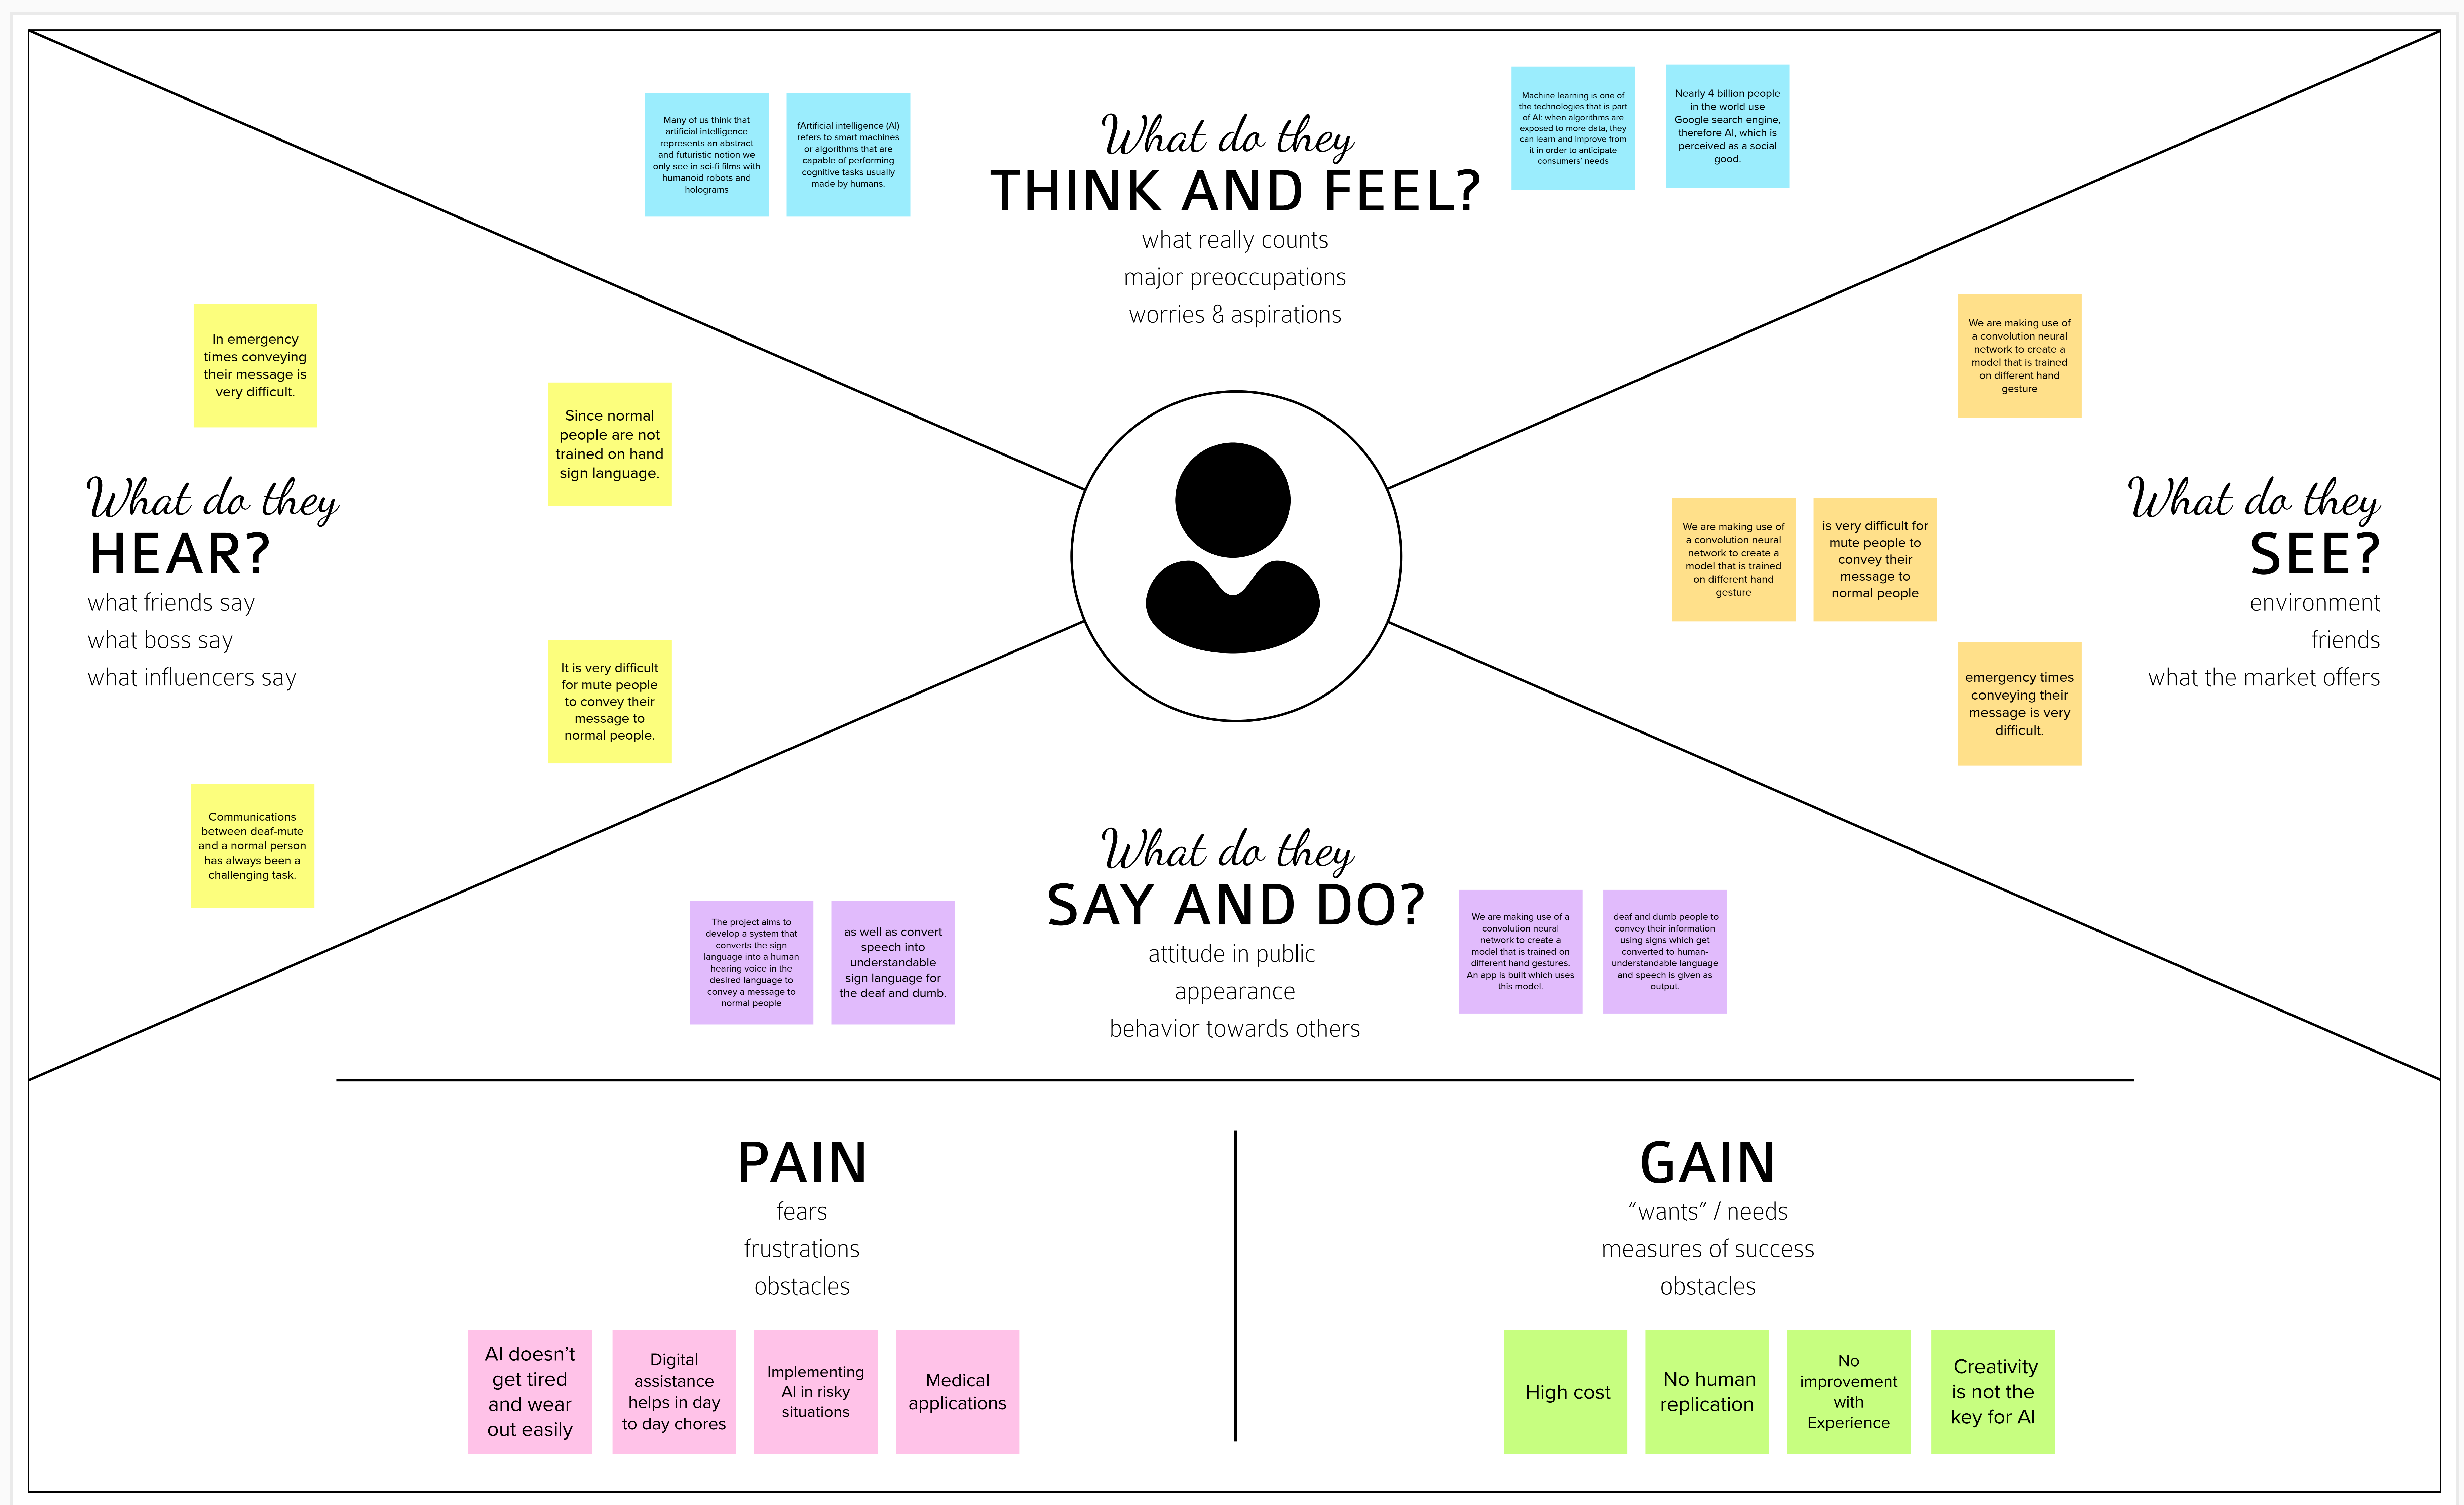 Many of us think that
artificial intelligence
represents an abstract
and futuristic notion we
only see in sci-fi films with
humanoid robots and
holograms
fArtificial intelligence (AI)
refers to smart machines
or algorithms that are
capable of performing
cognitive tasks usually
made by humans.
What do they
THINK AND FEEL?
what really counts
major preoccupations
worries & aspirations
Machine learning is one of
the technologies that is part
of AI: when algorithms are
exposed to more data, they
can learn and improve from
it in order to anticipate
consumers' needs
Nearly 4 billion people
in the world use
Google search engine,
therefore AI, which is
perceived as a social
good.
In emergency
times conveying
their message is
very difficult.
Since normal
people are not
trained on hand
sign language.
What do they
HEAR?
what friends say
what boss say
what influencers say
It is very difficult
for mute people
to convey their
message to
normal people.
Communications
between deaf-mute
and a normal person
has always been a
challenging task.
We are making use of
a convolution neural
network to create a
model that is trained
on different hand
gesture
We are making use of
a convolution neural
network to create a
model that is trained
on different hand
gesture
is very difficult for
mute people to
convey their
message to
normal people
What do they
SEE?
environment
friends
what the market offers
emergency times
conveying their
message is very
difficult.
The project aims to
develop a system that
converts the sign
language into a human
hearing voice in the
desired language to
convey a message to
normal people
as well as convert
speech into
understandable
sign language for
the deaf and dumb.
What do they
SAY AND DO?
attitude in public
appearance
behavior towards others
We are making use of a
convolution neural
network to create a
model that is trained on
different hand gestures.
An app is built which uses
this model.
deaf and dumb people to
convey their information
using signs which get
converted to human-
understandable language
and speech is given as
output.
PAIN
fears
frustrations
obstacles
AI doesn't
get tired
and wear
out easily
Digital
assistance
helps in day
to day chores
Implementing
AI in risky
situations
Medical
applications
GAIN
“wants” / needs
measures of success
obstacles
High cost
No human
replication
No
improvement
with
Experience
Creativity
is not the
key for AI